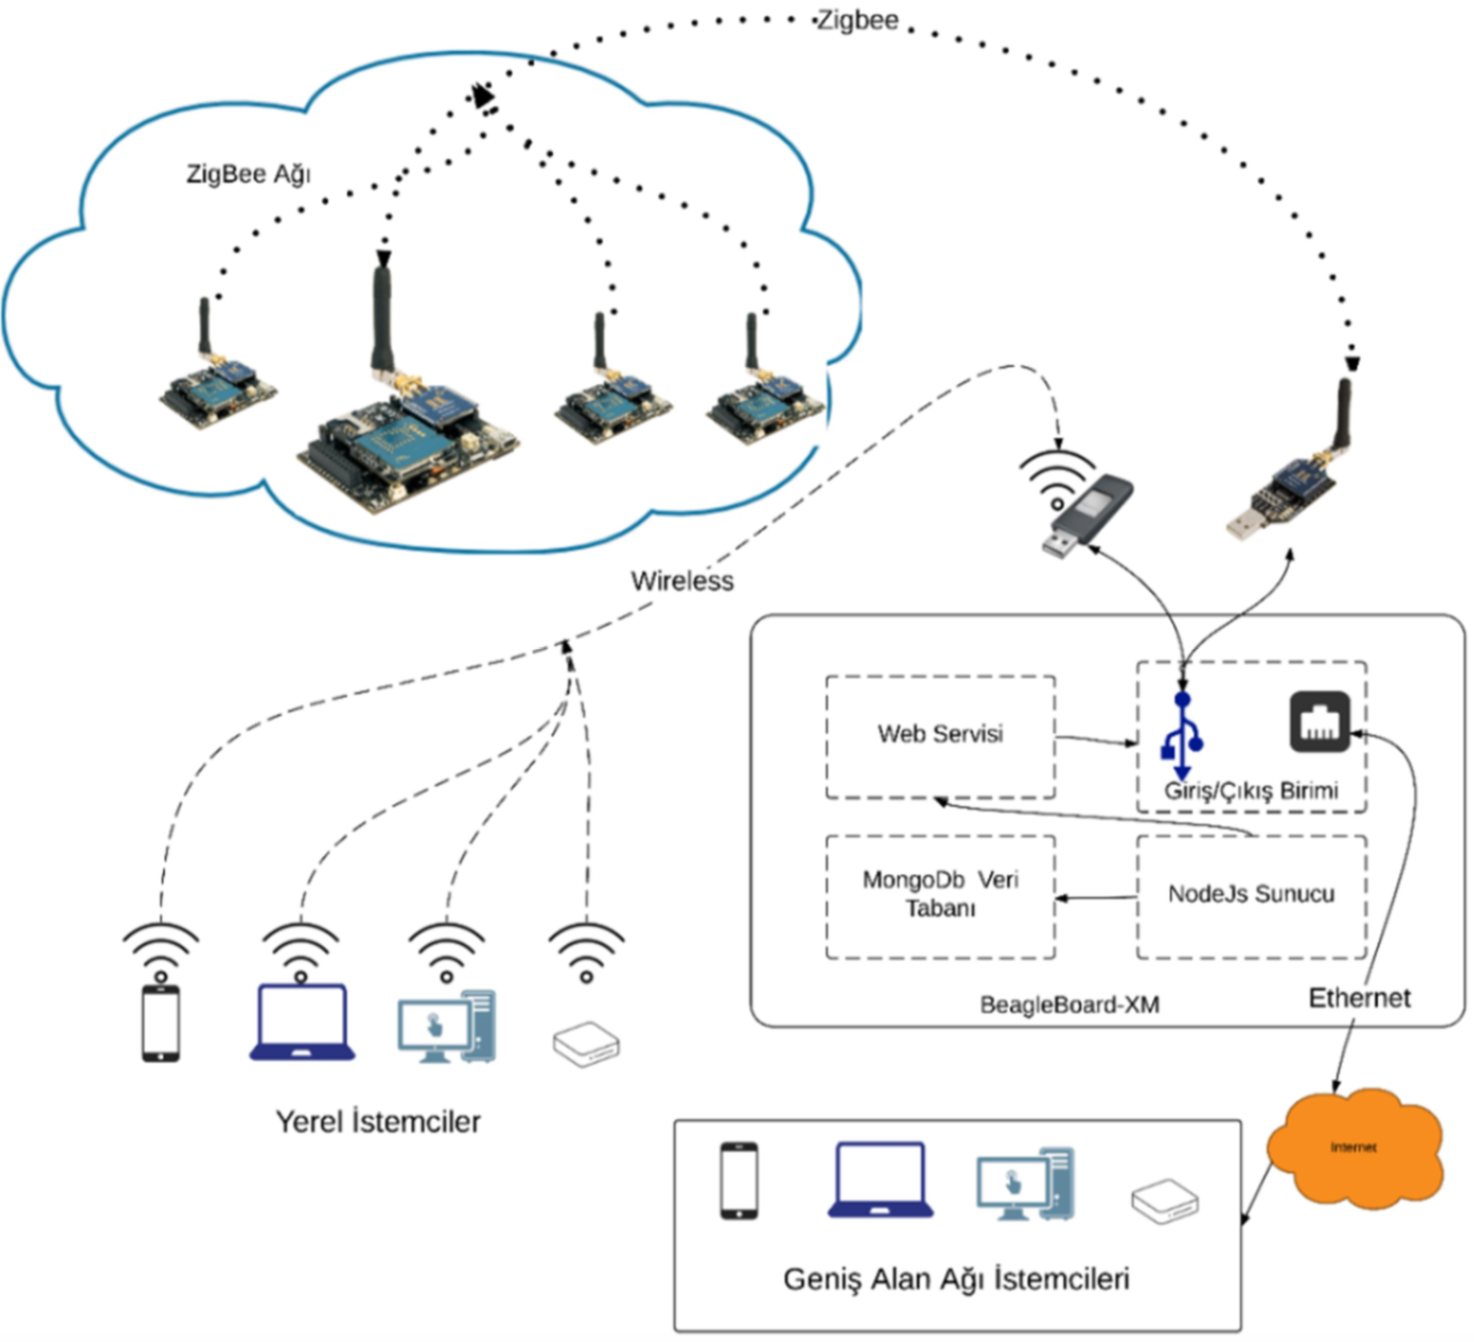 Zigbee
ZigBee Ağı
Wireless
Web Servisi
Giriş/Çıkış Birimi
MongoDb Veri
Tabanı
NodeJs Sunucu
BeagleBoard-XM
Ethernet
Yerel İstemciler
Internet
Geniş Alan Ağı İstemcileri